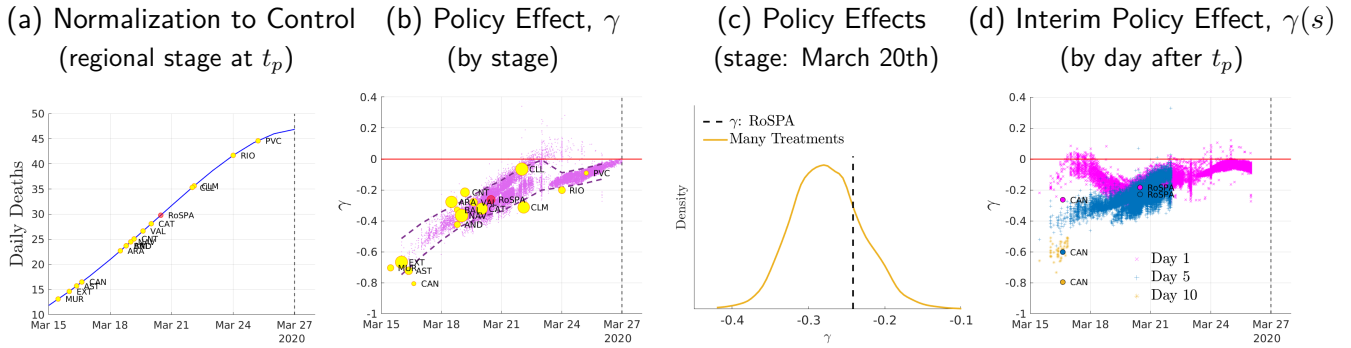 (a) Normalization to Control
(regional stage at t_p)
Daily Deaths
50
45
40
35
30
25
20
15
10
PVC
RIO
CLM
RoSPA
CAT
VAL
CNT
ARA
CAN
AST
EXT
MUR
Mar 15
Mar 18
Mar 21
Mar 24
Mar 27
2020
(b) Policy Effect, γ
(by stage)
γ
0.4
0.2
0
-0.2
-0.4
-0.6
-0.8
-1
CLL
PVC
CNT
RIO
ARA
VAL
RoSPA
BAL
CAT
CLM
NAV
AND
EXT
MUR
AST
CAN
Mar 15
Mar 18
Mar 21
Mar 24
Mar 27
2020
(c) Policy Effects
(stage: March 20th)
γ: RoSPA
Many Treatments
Density
-0.4
-0.3
-0.2
-0.1
γ
(d) Interim Policy Effect, γ(s)
(by day after t_p)
γ
0.4
0.2
0
-0.2
-0.4
-0.6
-0.8
-1
RoSPA
RoSPA
CAN
CAN
CAN
Day 1
Day 5
Day 10
Mar 15
Mar 18
Mar 21
Mar 24
Mar 27
2020